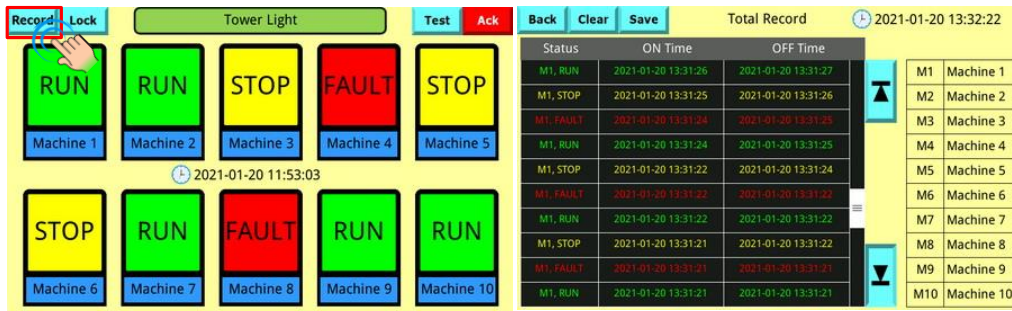 Record Lock Tower Light Test Ack
RUN RUN STOP FAULT STOP
Machine 1 Machine 2 Machine 3 Machine 4 Machine 5
2021-01-20 11:53:03
STOP RUN FAULT RUN RUN
Machine 6 Machine 7 Machine 8 Machine 9 Machine 10
Back Clear Save Total Record 2021-01-20 13:32:22
Status ON Time OFF Time
M1, RUN 2021-01-20 13:31:26 2021-01-20 13:31:27
M1, STOP 2021-01-20 13:31:25 2021-01-20 13:31:26
M1, FAULT 2021-01-20 13:31:24 2021-01-20 13:31:25
M1, RUN 2021-01-20 13:31:24 2021-01-20 13:31:25
M1, STOP 2021-01-20 13:31:22 2021-01-20 13:31:24
M1, FAULT 2021-01-20 13:31:22 2021-01-20 13:31:22
M1, RUN 2021-01-20 13:31:22 2021-01-20 13:31:22
M1, STOP 2021-01-20 13:31:21 2021-01-20 13:31:22
M1, FAULT 2021-01-20 13:31:21 2021-01-20 13:31:21
M1, RUN 2021-01-20 13:31:21 2021-01-20 13:31:21
M1 Machine 1
M2 Machine 2
M3 Machine 3
M4 Machine 4
M5 Machine 5
M6 Machine 6
M7 Machine 7
M8 Machine 8
M9 Machine 9
M10 Machine 10